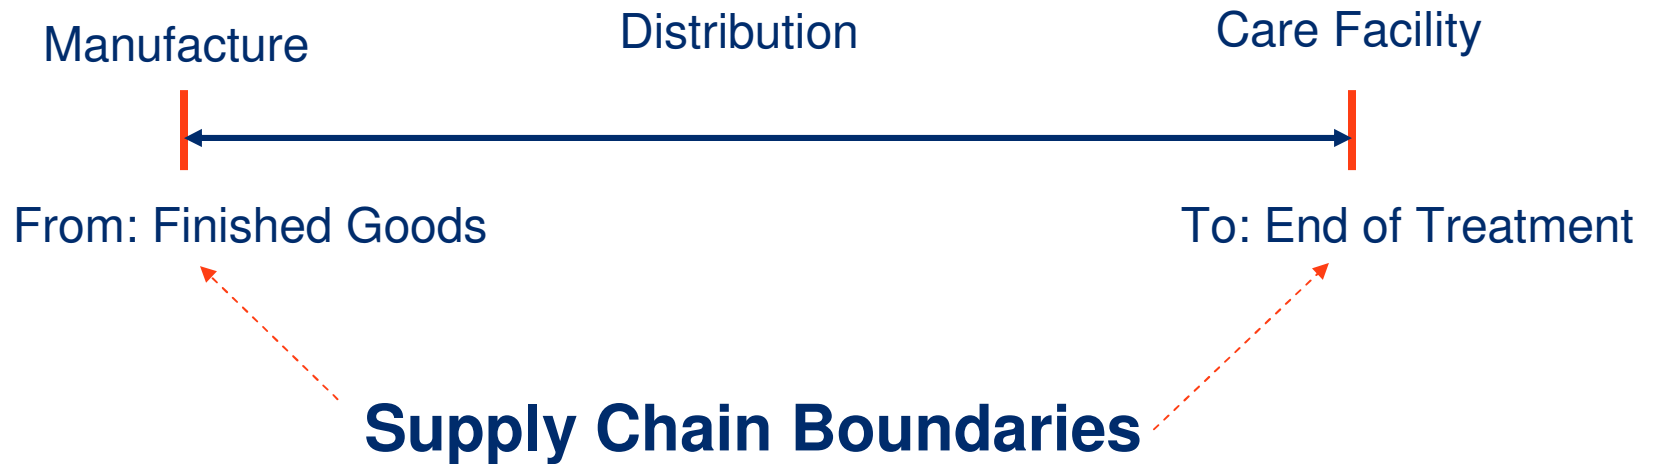 Manufacture
Distribution
Care Facility
From: Finished Goods
To: End of Treatment
Supply Chain Boundaries